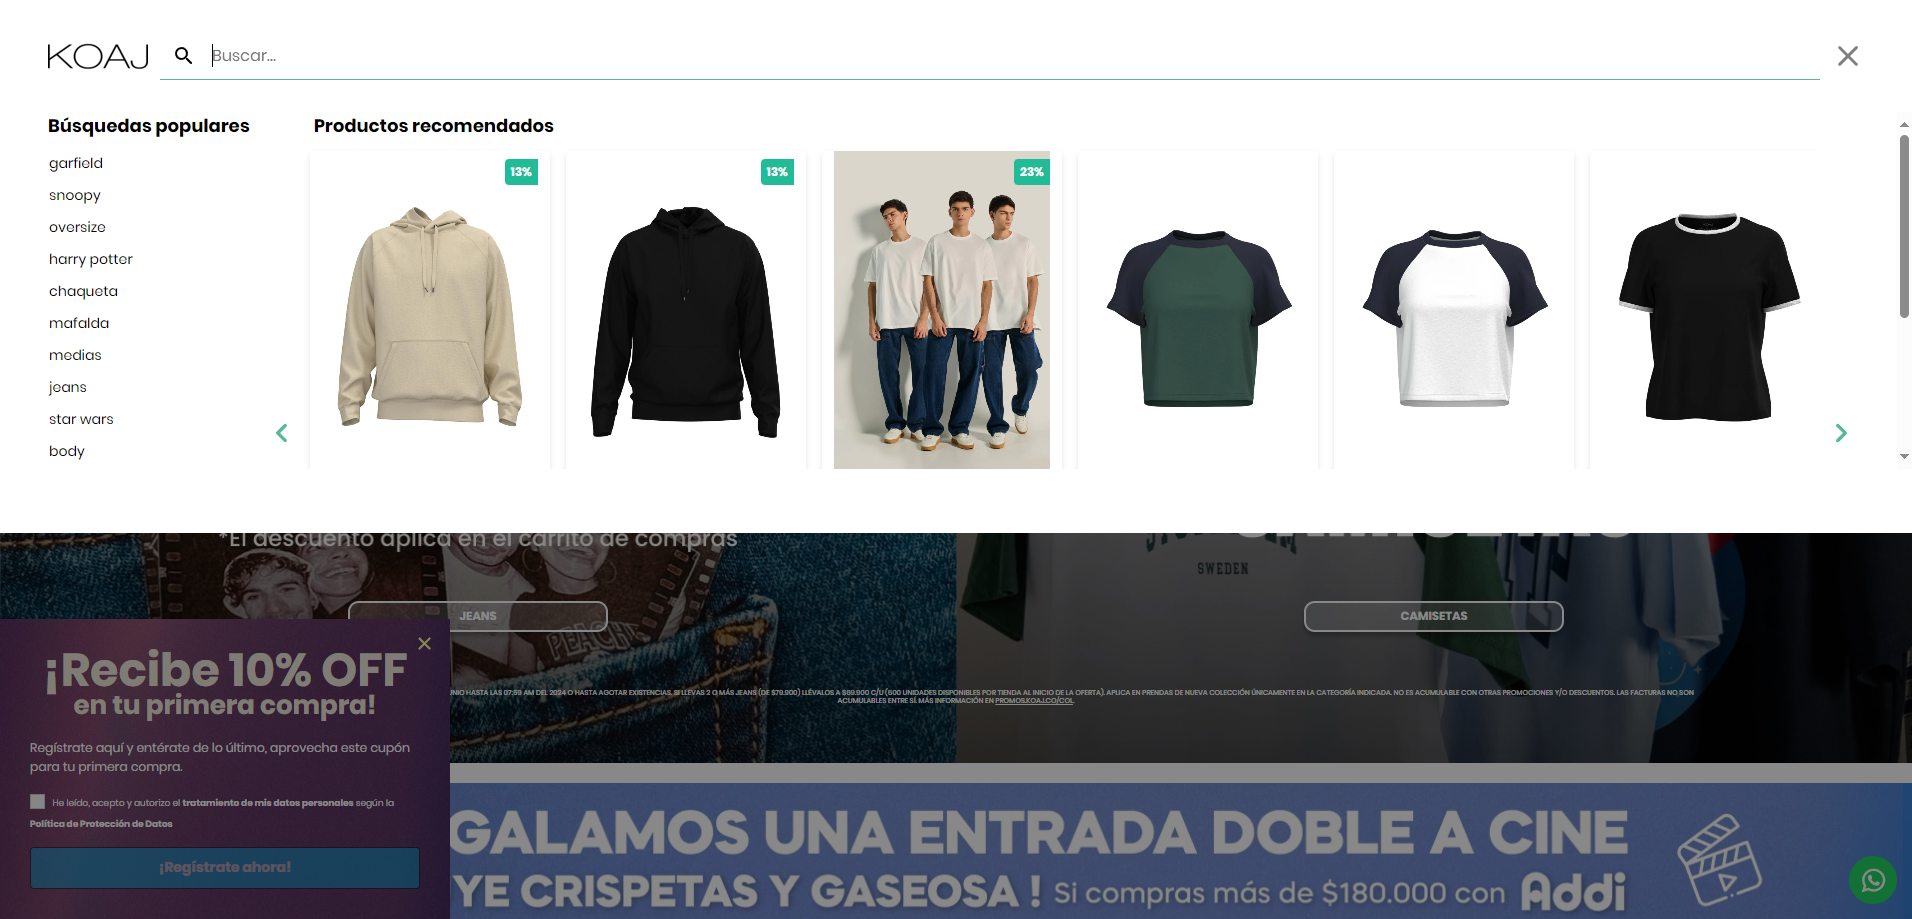 KOAJ
Buscar...
Búsquedas populares
garfield
snoopy
oversize
harry potter
chaqueta
mafalda
medias
jeans
star wars
body
Productos recomendados
13%
13%
23%
*El descuento aplica en el carrito de compras
SWEDEN
JEANS
CAMISETAS
PEACH
UNIO HASTA LAS 07:59 AM DEL 2024 O HASTA AGOTAR EXISTENCIAS. SI LLEVAS 2 O MÁS JEANS (DE $79.900) LLÉVALOS A $69.900 C/U (600 UNIDADES DISPONIBLES POR TIENDA AL INICIO DE LA OFERTA). APLICA EN PRENDAS DE NUEVA COLECCIÓN ÚNICAMENTE EN LA CATEGORÍA INDICADA. NO ES ACUMULABLE CON OTRAS PROMOCIONES Y/O DESCUENTOS. LAS FACTURAS NO SON
ACUMULABLES ENTRE SÍ. MÁS INFORMACIÓN EN PROMOS.KOAJ.CO/COL.
¡Recibe 10% OFF
en tu primera compra!
Regístrate aquí y entérate de lo último, aprovecha este cupón
para tu primera compra.
He leído, acepto y autorizo el tratamiento de mis datos personales según la
Política de Protección de Datos
¡Regístrate ahora!
GALAMOS UNA ENTRADA DOBLE A CINE
YE CRISPETAS Y GASEOSA ! Si compras más de $180.000 con Addi